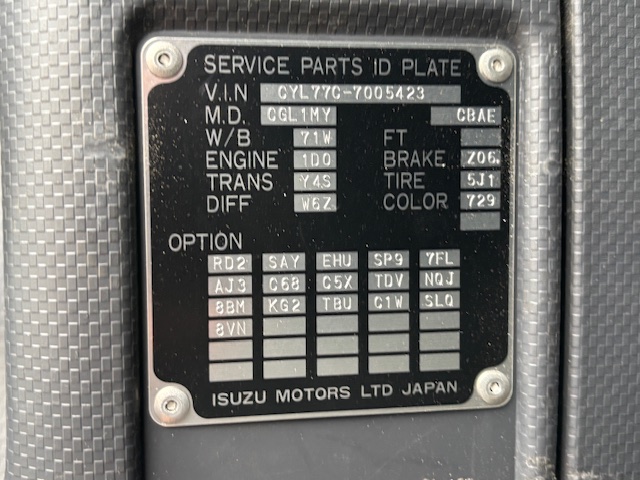 SERVICE PARTS ID PLATE
V.I.N CYL77C-7005423
M.D. CGL1MY CBAE
W/B 71W FT
ENGINE 1D0 BRAKE Z06
TRANS Y4S TIRE 5J1
DIFF W6Z COLOR 729
OPTION
RD2 SAY EHU SP9 7FL
AJ3 C68 C5X TDV NQJ
8BM KG2 TBU C1W SL0
8VN
ISUZU MOTORS LTD JAPAN